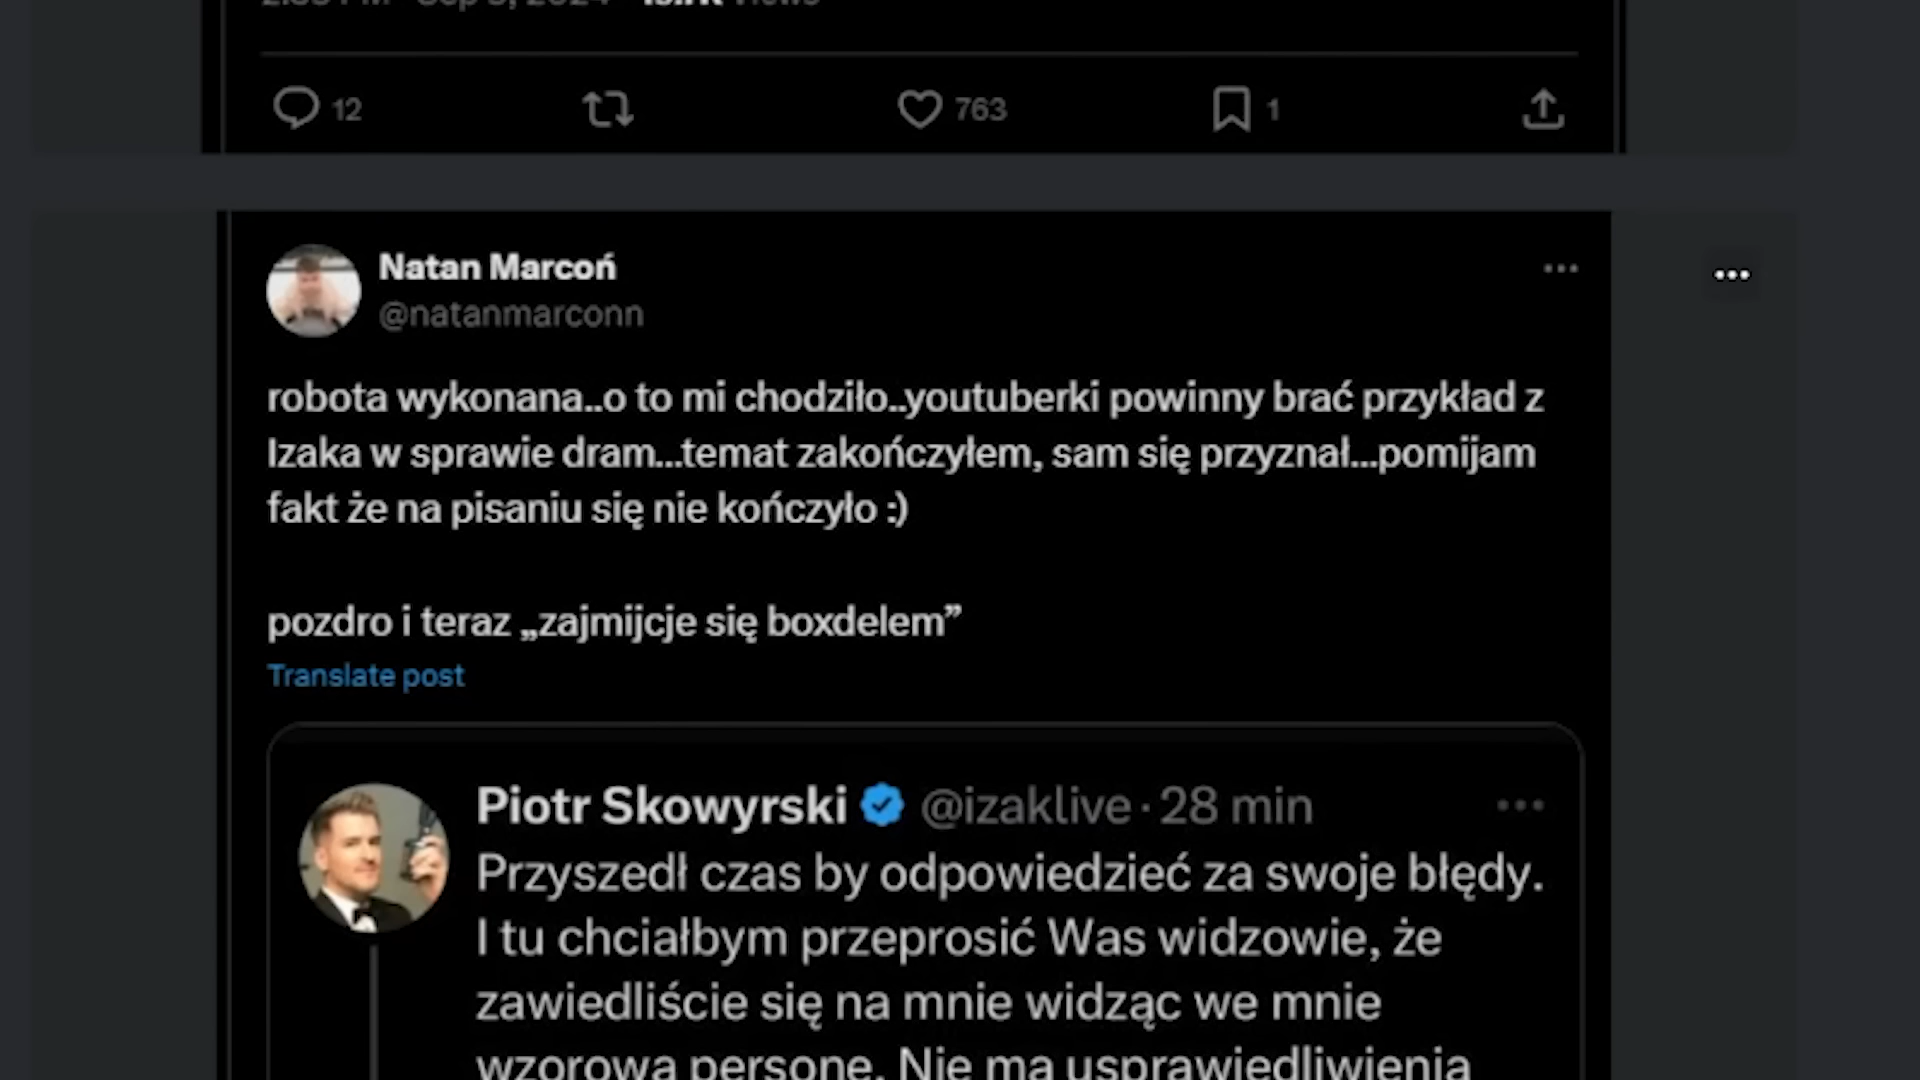 12 763 1
Natan Marcoń
@natanmarconn
robota wykonana..o to mi chodziło..youtuberki powinny brać przykład z
Izaka w sprawie dram...temat zakończyłem, sam się przyznał...pomijam
fakt że na pisaniu się nie kończyło :)
pozdro i teraz „zajmijcje się boxdelem”
Translate post
Piotr Skowyrski @izaklive · 28 min
Przyszedł czas by odpowiedzieć za swoje błędy.
I tu chciałbym przeprosić Was widzowie, że
zawiedliście się na mnie widząc we mnie
wzorową personę. Nie ma usprawiedliwienia